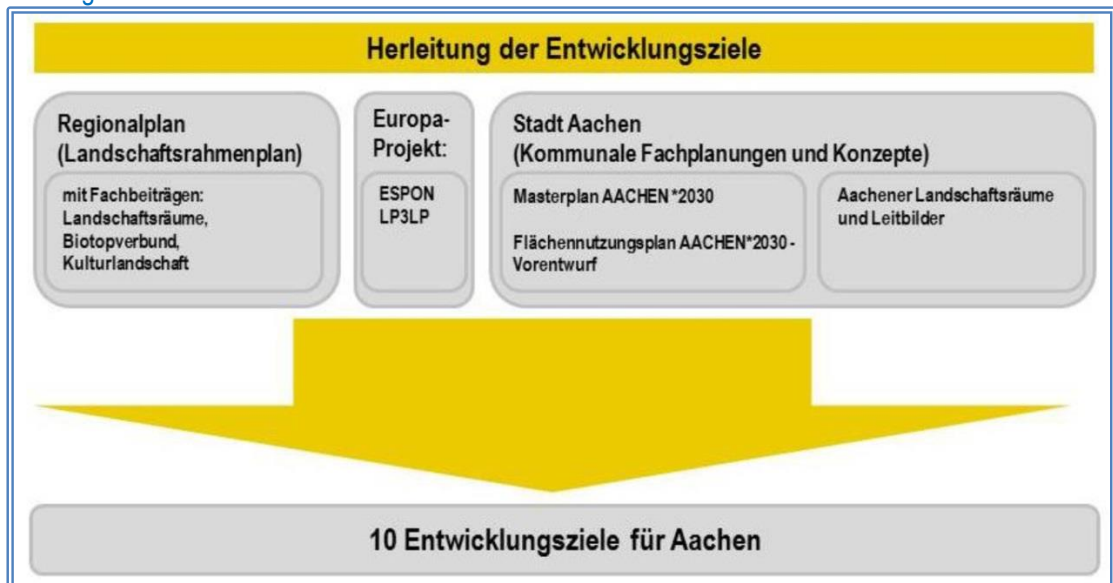 Herleitung der Entwicklungsziele
Regionalplan
(Landschaftsrahmenplan)
mit Fachbeiträgen:
Landschaftsräume,
Biotopverbund,
Kulturlandschaft
Europa-
Projekt:
ESPON
LP3LP
Stadt Aachen
(Kommunale Fachplanungen und Konzepte)
Masterplan AACHEN *2030
Flächennutzungsplan AACHEN*2030 -
Vorentwurf
Aachener Landschaftsräume
und Leitbilder
10 Entwicklungsziele für Aachen